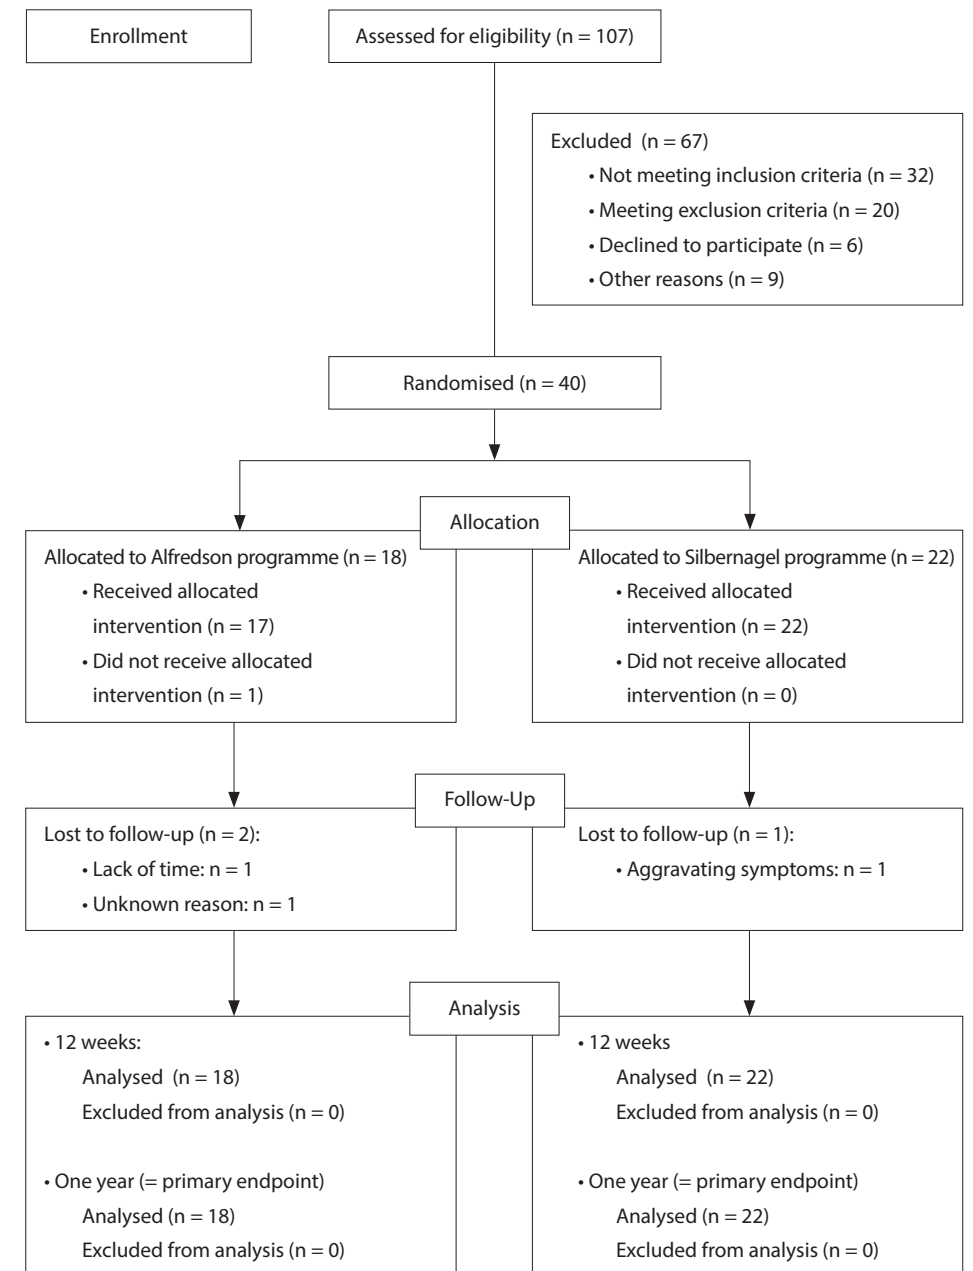 Enrollment
Assessed for eligibility (n = 107)
Excluded (n = 67)
• Not meeting inclusion criteria (n = 32)
• Meeting exclusion criteria (n = 20)
• Declined to participate (n = 6)
• Other reasons (n = 9)
Randomised (n = 40)
Allocation
Allocated to Alfredson programme (n = 18)
• Received allocated
intervention (n = 17)
• Did not receive allocated
intervention (n = 1)
Allocated to Silbernagel programme (n = 22)
• Received allocated
intervention (n = 22)
• Did not receive allocated
intervention (n = 0)
Follow-Up
Lost to follow-up (n = 2):
• Lack of time: n = 1
• Unknown reason: n = 1
Lost to follow-up (n = 1):
• Aggravating symptoms: n = 1
Analysis
• 12 weeks:
Analysed (n = 18)
Excluded from analysis (n = 0)
• One year (= primary endpoint)
Analysed (n = 18)
Excluded from analysis (n = 0)
• 12 weeks
Analysed (n = 22)
Excluded from analysis (n = 0)
• One year (= primary endpoint)
Analysed (n = 22)
Excluded from analysis (n = 0)